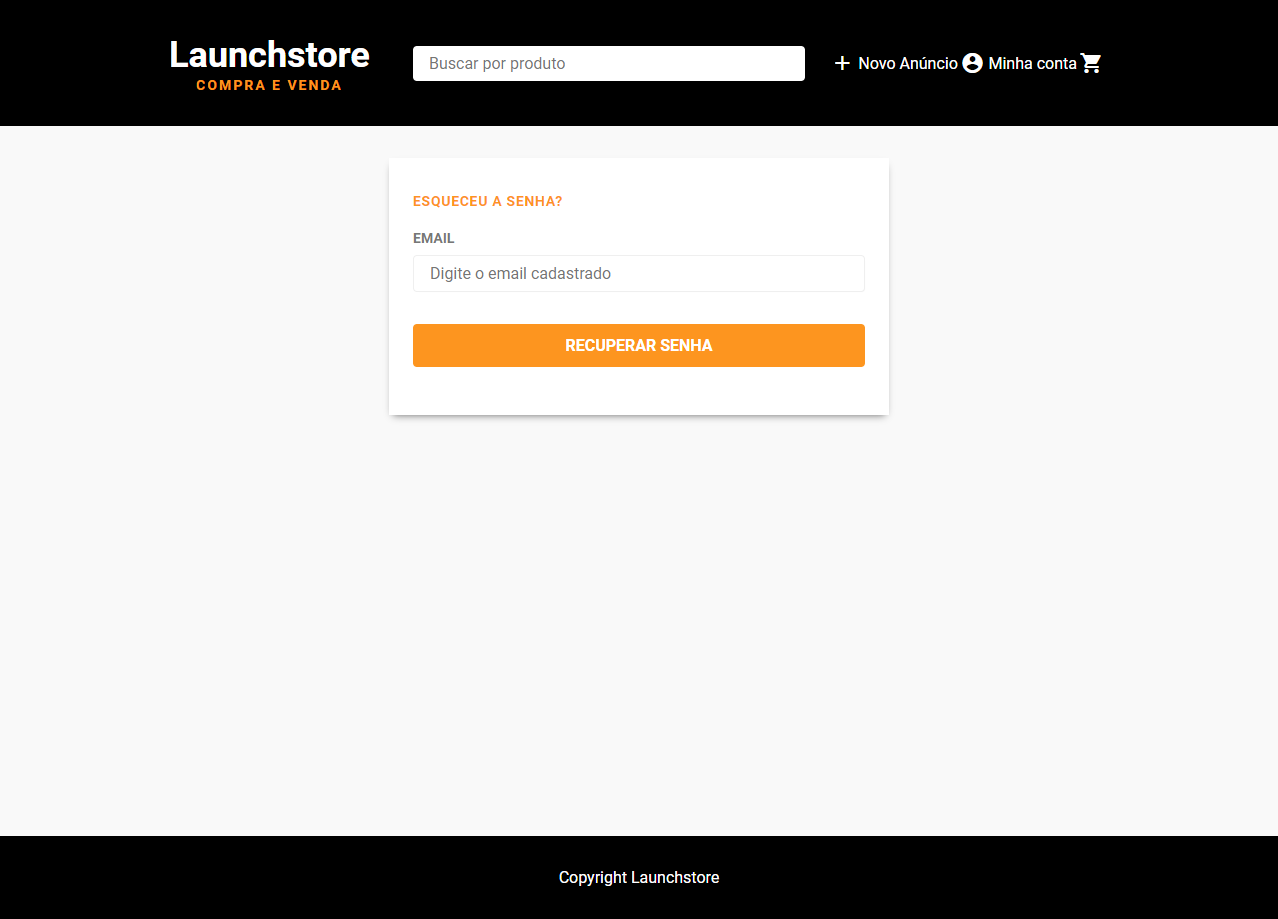 Launchstore
COMPRA E VENDA
Buscar por produto
Novo Anúncio Minha conta
ESQUECEU A SENHA?
EMAIL
Digite o email cadastrado
RECUPERAR SENHA
Copyright Launchstore